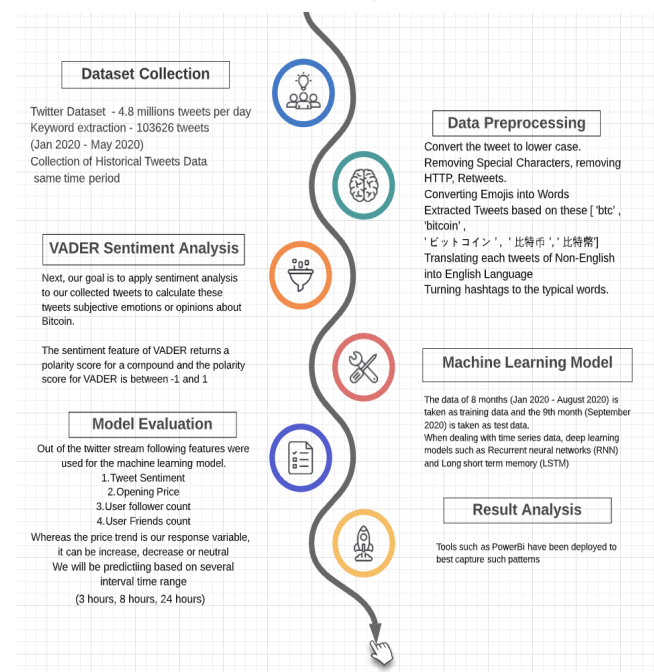 Dataset Collection
Twitter Dataset - 4.8 millions tweets per day
Keyword extraction - 103626 tweets
(Jan 2020 - May 2020)
Collection of Historical Tweets Data
same time period
Data Preprocessing
Convert the tweet to lower case.
Removing Special Characters, removing
HTTP, Retweets.
Converting Emojis into Words
Extracted Tweets based on these [ 'btc' ,
'bitcoin' ,
' ビットコイン ' , ' 比特币 ', ' 比特幣']
Translating each tweets of Non-English
into English Language
Turning hashtags to the typical words.
VADER Sentiment Analysis
Next, our goal is to apply sentiment analysis
to our collected tweets to calculate these
tweets subjective emotions or opinions about
Bitcoin.
The sentiment feature of VADER returns a
polarity score for a compound and the polarity
score for VADER is between -1 and 1
Machine Learning Model
The data of 8 months (Jan 2020 - August 2020) is
taken as training data and the 9th month (September
2020) is taken as test data.
When dealing with time series data, deep learning
models such as Recurrent neural networks (RNN)
and Long short term memory (LSTM)
Model Evaluation
Out of the twitter stream following features were
used for the machine learning model.
1.Tweet Sentiment
2.Opening Price
3.User follower count
4.User Friends count
Whereas the price trend is our response variable,
it can be increase, decrease or neutral
We will be predictiing based on several
interval time range
(3 hours, 8 hours, 24 hours)
Result Analysis
Tools such as PowerBi have been deployed to
best capture such patterns